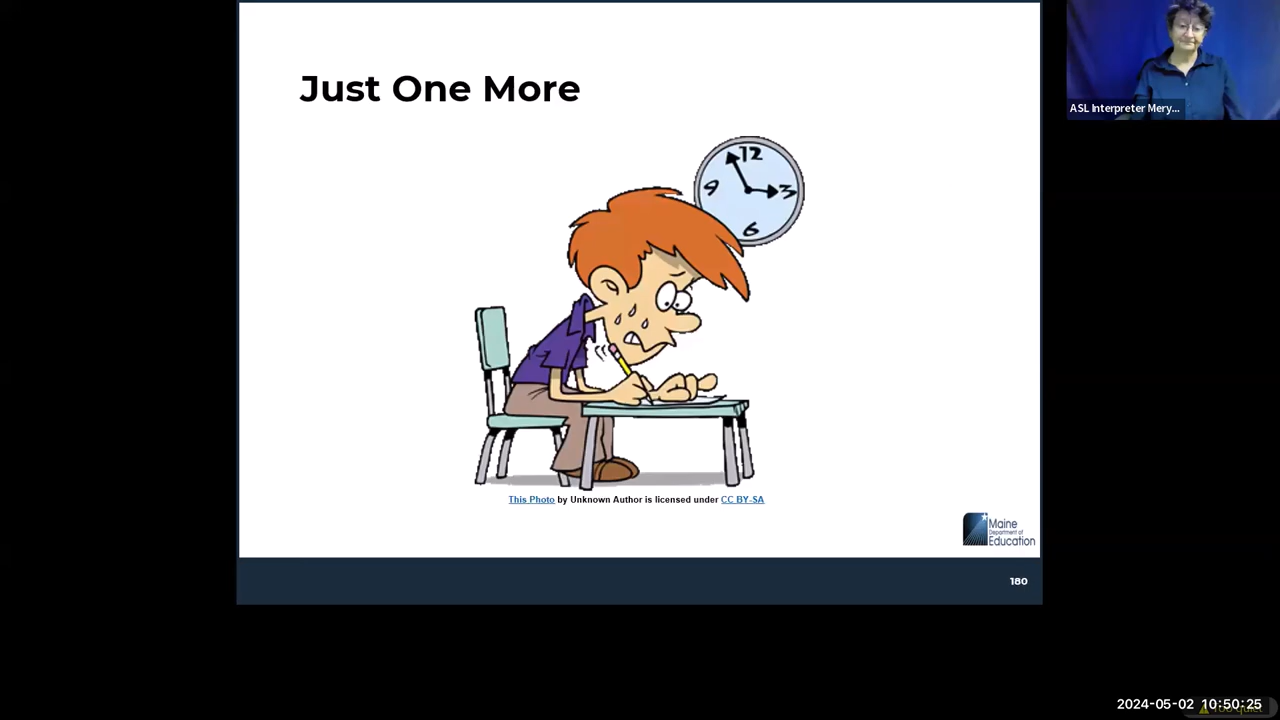 Just One More
12
9
3
6
This Photo by Unknown Author is licensed under CC BY-SA
Maine
Department of
Education
180
ASL Interpreter Mery...
2024-05-02 10:50:25